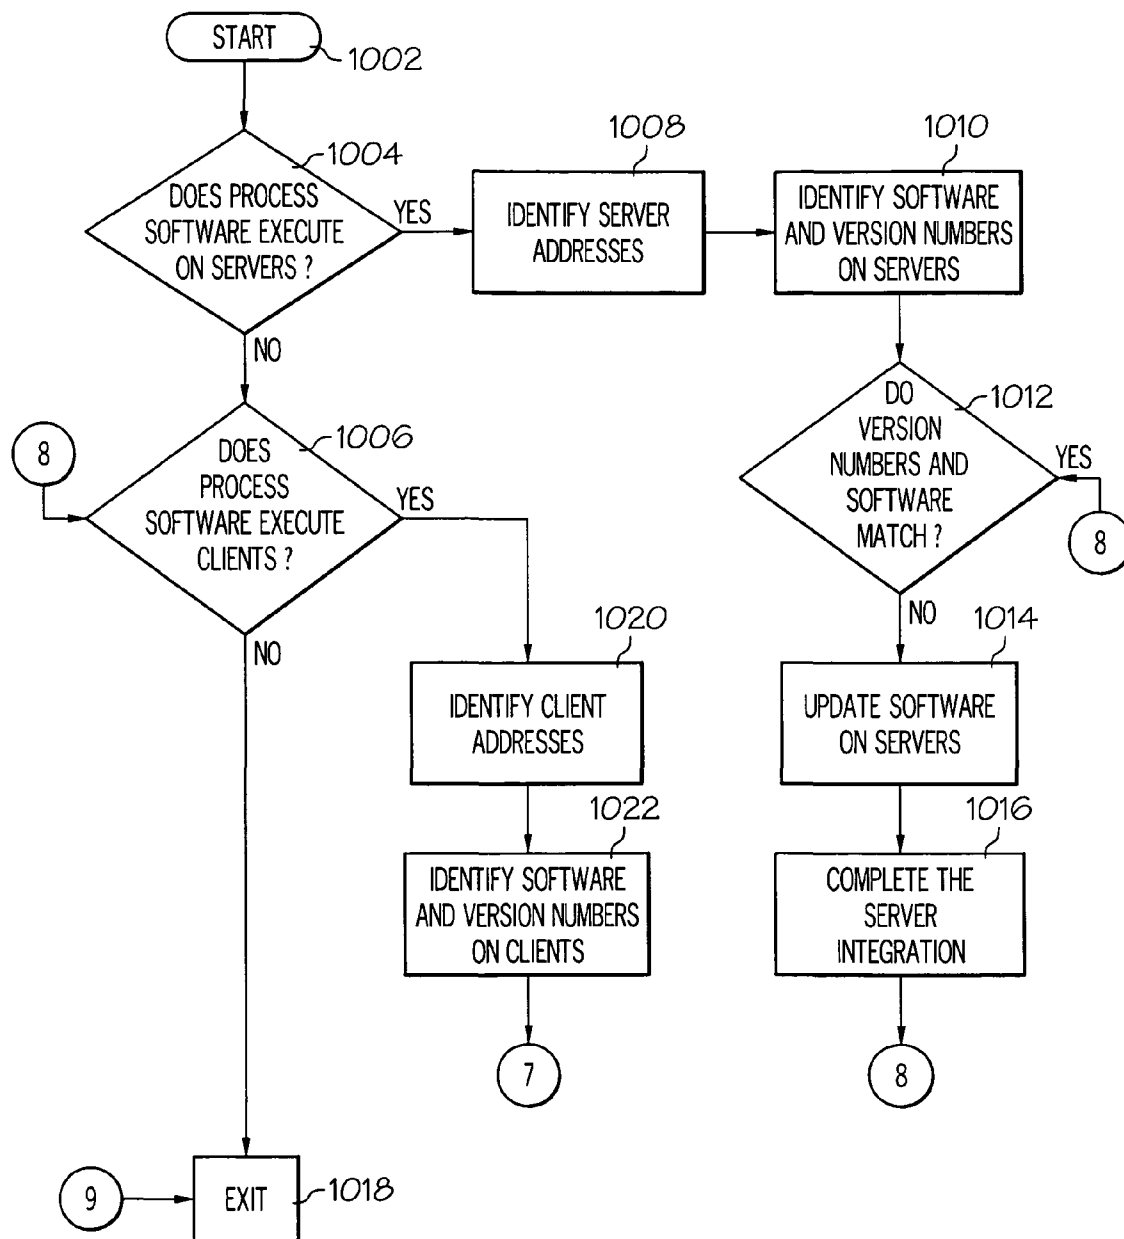 START
1002
1004
DOES PROCESS
SOFTWARE EXECUTE
ON SERVERS ?
YES
NO
1008
IDENTIFY SERVER
ADDRESSES
1010
IDENTIFY SOFTWARE
AND VERSION NUMBERS
ON SERVERS
8
1006
DOES
PROCESS
SOFTWARE EXECUTE
CLIENTS ?
YES
NO
1012
DO
VERSION
NUMBERS AND
SOFTWARE
MATCH ?
YES
8
NO
1020
IDENTIFY CLIENT
ADDRESSES
1014
UPDATE SOFTWARE
ON SERVERS
1022
IDENTIFY SOFTWARE
AND VERSION NUMBERS
ON CLIENTS
1016
COMPLETE THE
SERVER
INTEGRATION
7
8
9
EXIT
1018